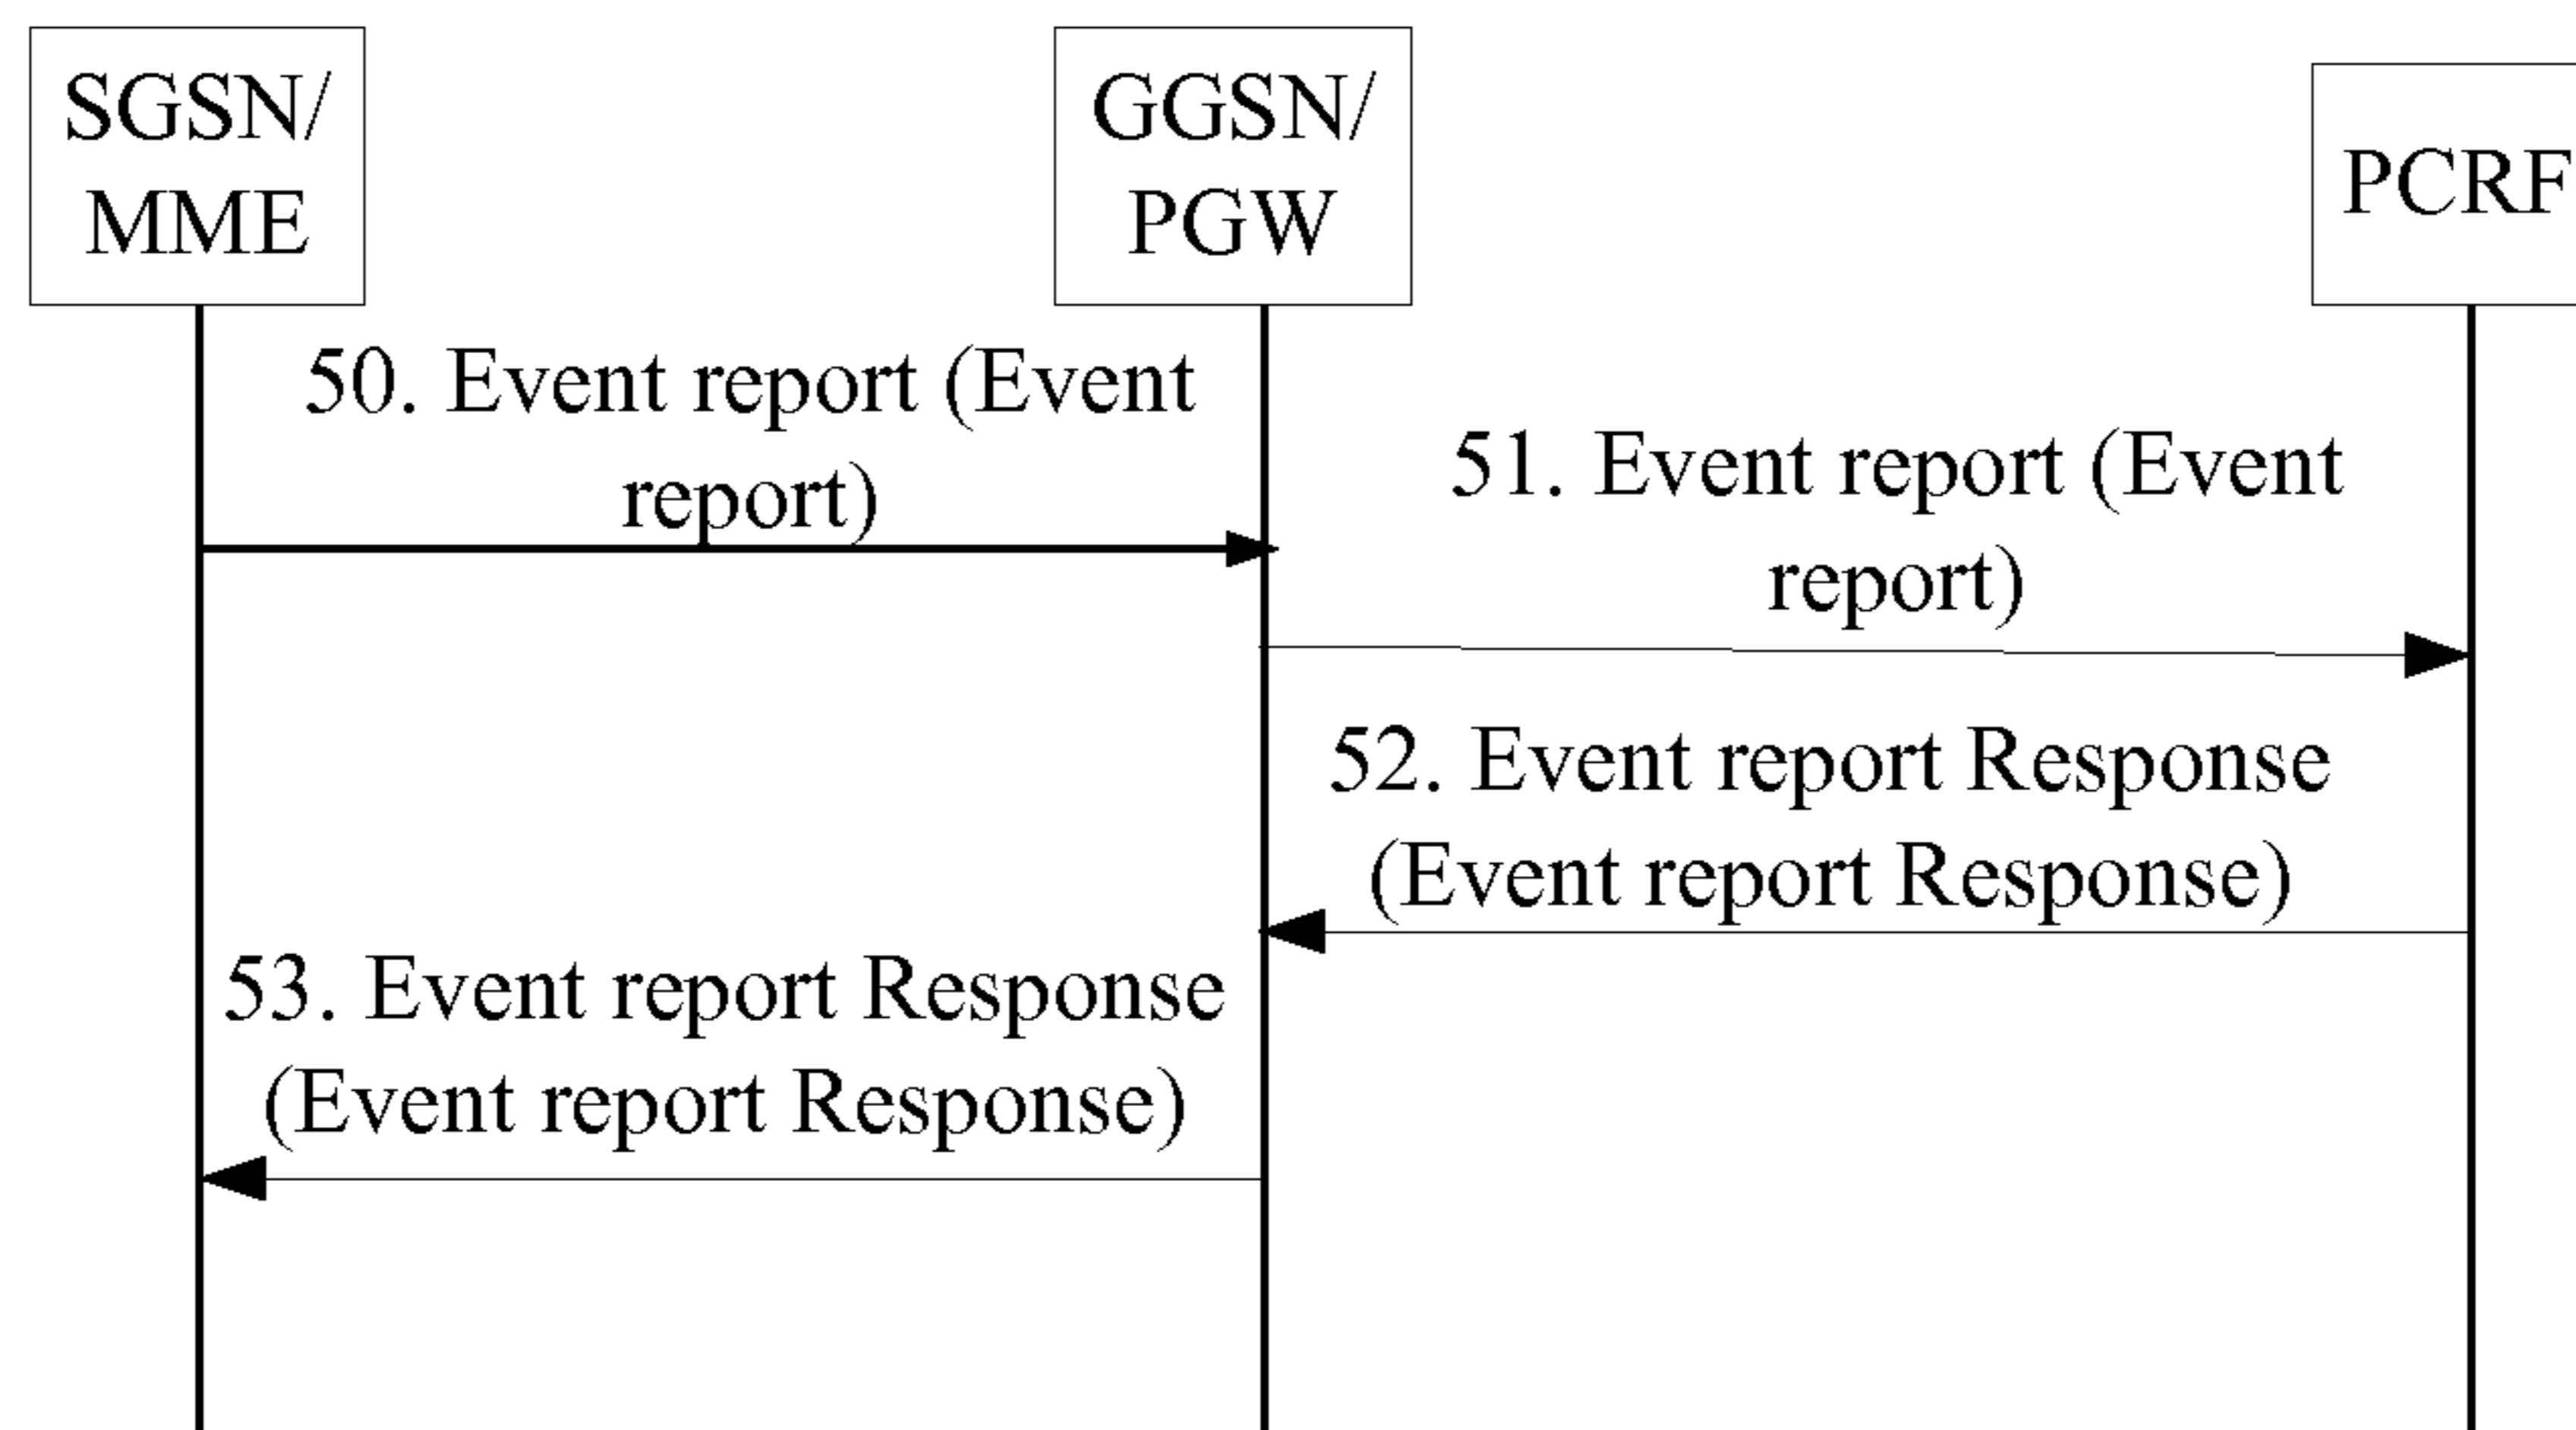 SGSN/
MME
GGSN/
PGW
PCRF
50. Event report (Event
report)
51. Event report (Event
report)
52. Event report Response
(Event report Response)
53. Event report Response
(Event report Response)